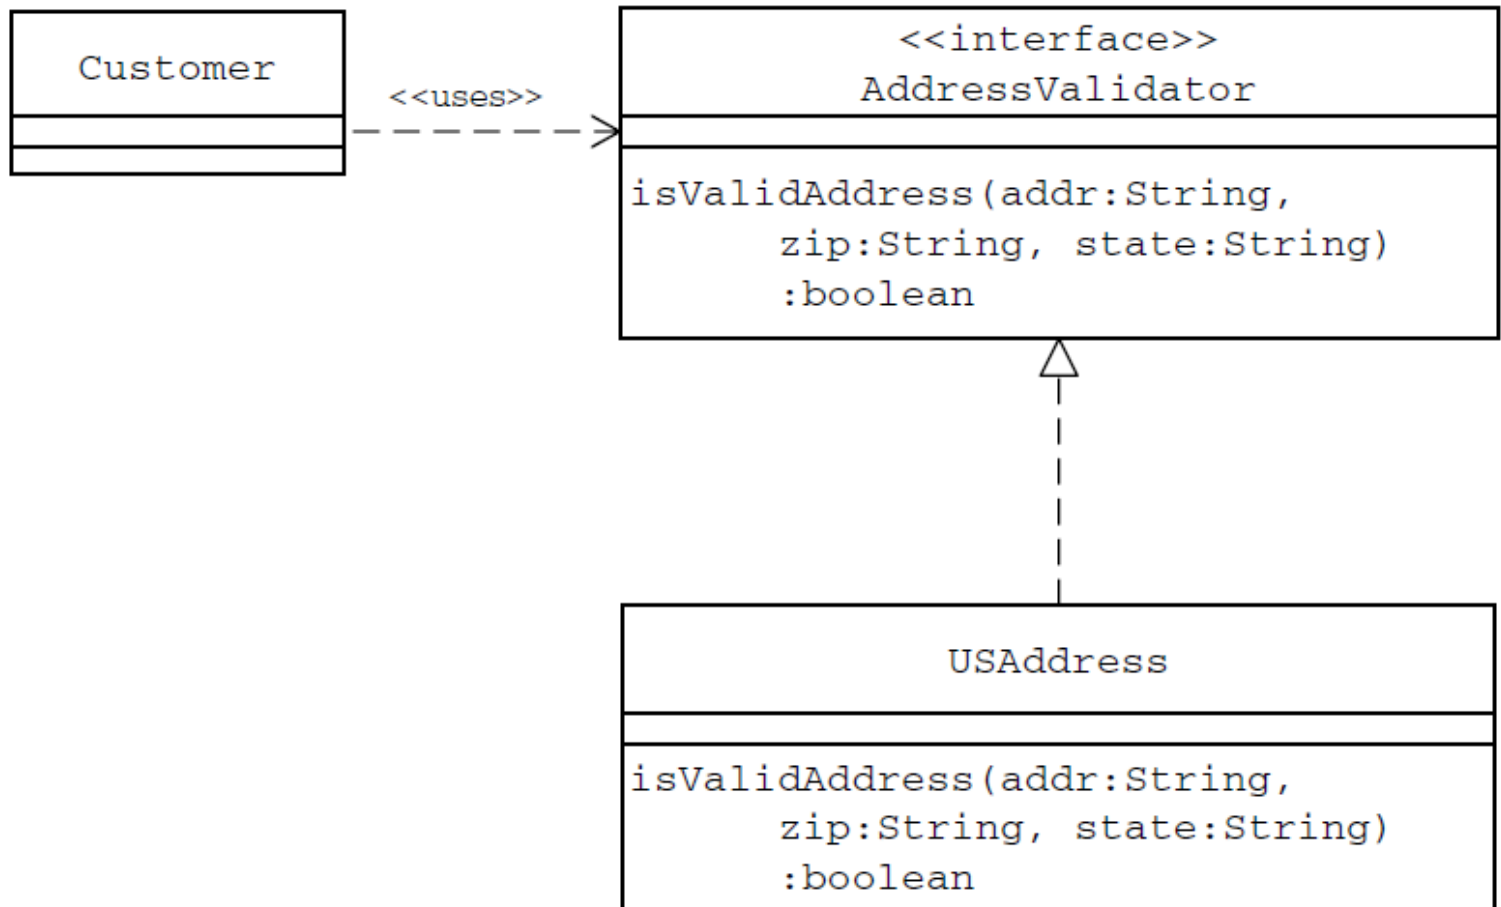 Customer
<<uses>>
<<interface>>
AddressValidator
isValidAddress(addr:String,
zip:String, state:String)
:boolean
USAddress
isValidAddress(addr:String,
zip:String, state:String)
:boolean